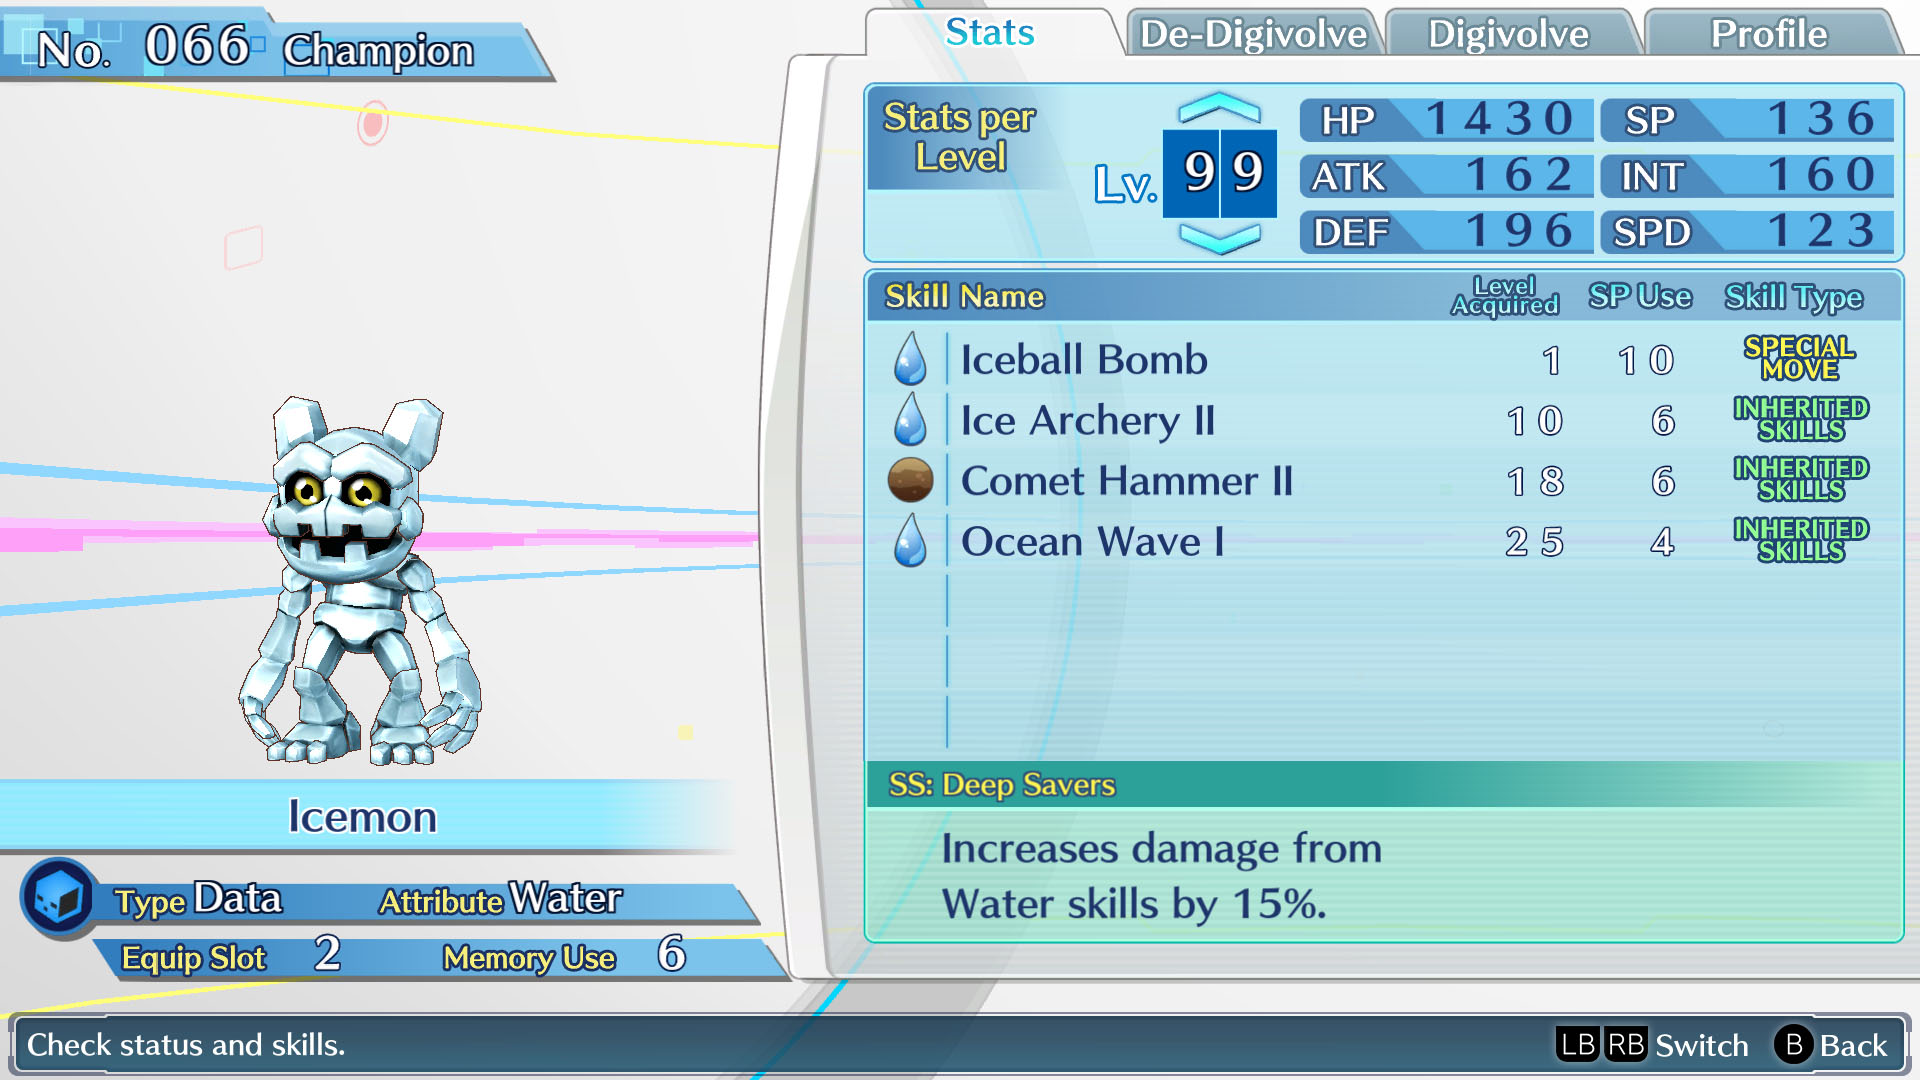 No. 066 Champion
Stats
De-Digivolve
Digivolve
Profile
Stats per
Level
Lv. 99
HP 1430
SP 136
ATK 162
INT 160
DEF 196
SPD 123
Skill Name
Level
Acquired
SP Use
Skill Type
Iceball Bomb 1 10 SPECIAL
MOVE
Ice Archery II 10 6 INHERITED
SKILLS
Comet Hammer II 18 6 INHERITED
SKILLS
Ocean Wave I 25 4 INHERITED
SKILLS
SS: Deep Savers
Increases damage from
Water skills by 15%.
Icemon
Type Data Attribute Water
Equip Slot 2 Memory Use 6
Check status and skills.
LB RB Switch B Back